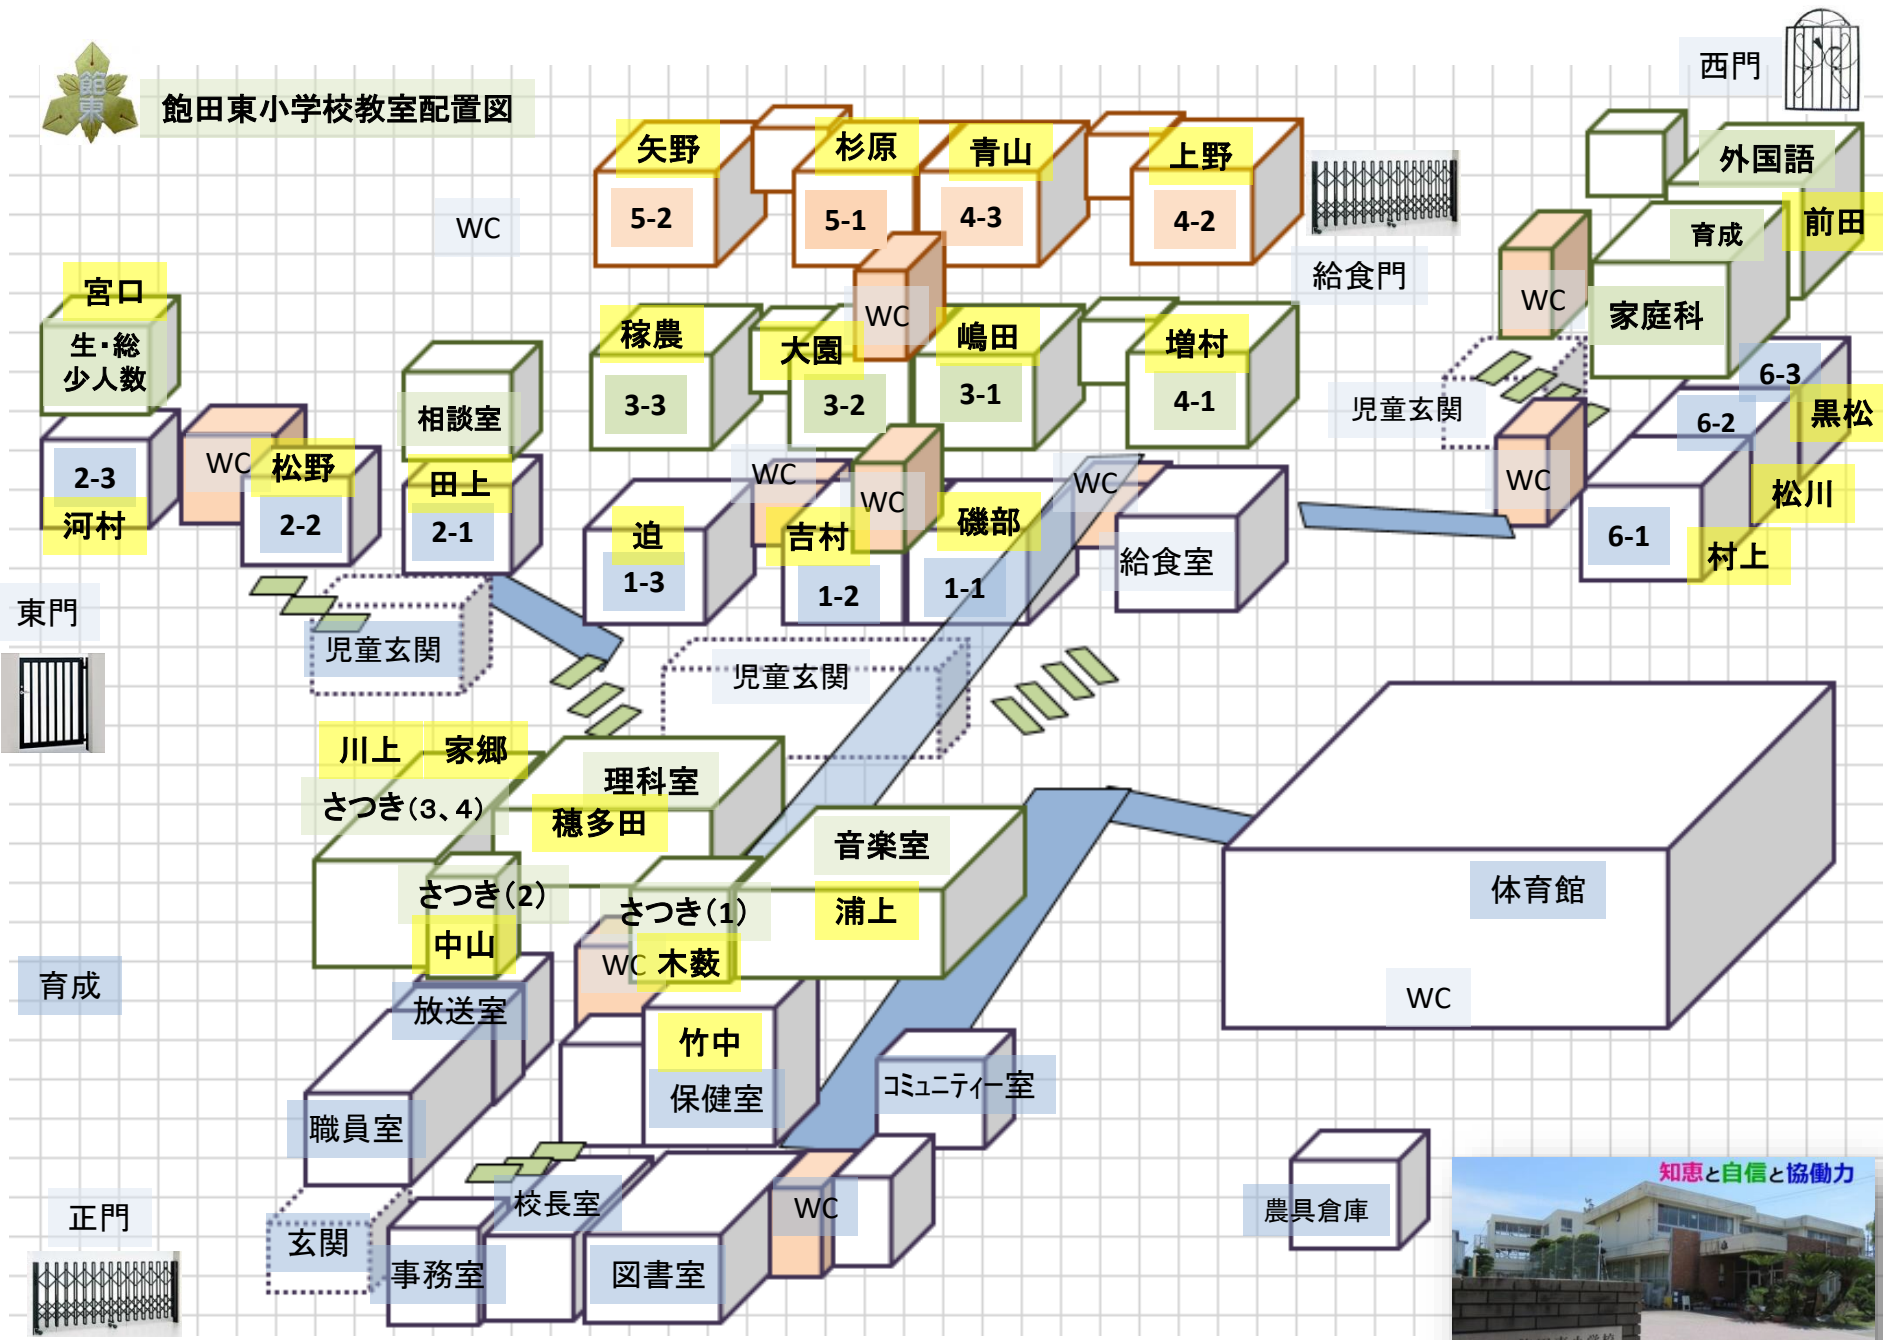 西門
飽東
飽田東小学校教室配置図
矢野
杉原
青山
上野
外国語
5-2
5-1
4-3
4-2
前田
WC
育成
給食門
宮口
WC
WC
家庭科
生・総
少人数
稼農
大園
嶋田
増村
3-3
3-2
3-1
4-1
6-3
児童玄関
黒松
相談室
6-2
2-3
WC
松野
田上
WC
WC
WC
WC
松川
河村
2-2
2-1
迫
吉村
磯部
6-1
村上
給食室
1-3
1-2
1-1
東門
児童玄関
児童玄関
川上
家郷
理科室
さつき(3、4)
穂多田
音楽室
さつき(2)
さつき(1)
浦上
体育館
中山
WC
木薮
育成
放送室
WC
竹中
保健室
コミュニティー室
職員室
知恵と自信と協働力
正門
校長室
WC
農具倉庫
玄関
事務室
図書室